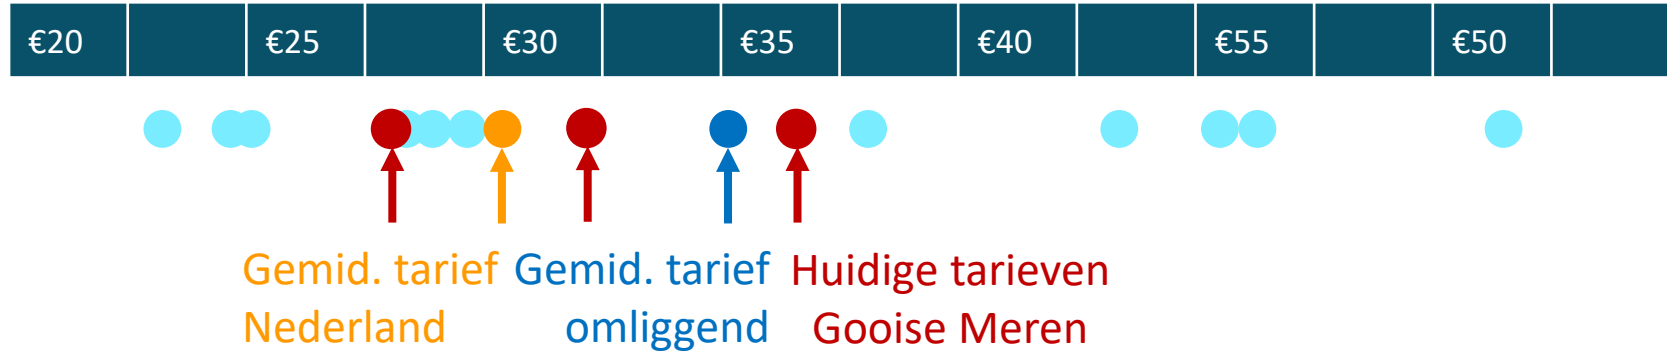 €20 €25 €30 €35 €40 €55 €50
Gemid. tarief Gemid. tarief Huidige tarieven
Nederland omliggend Gooise Meren